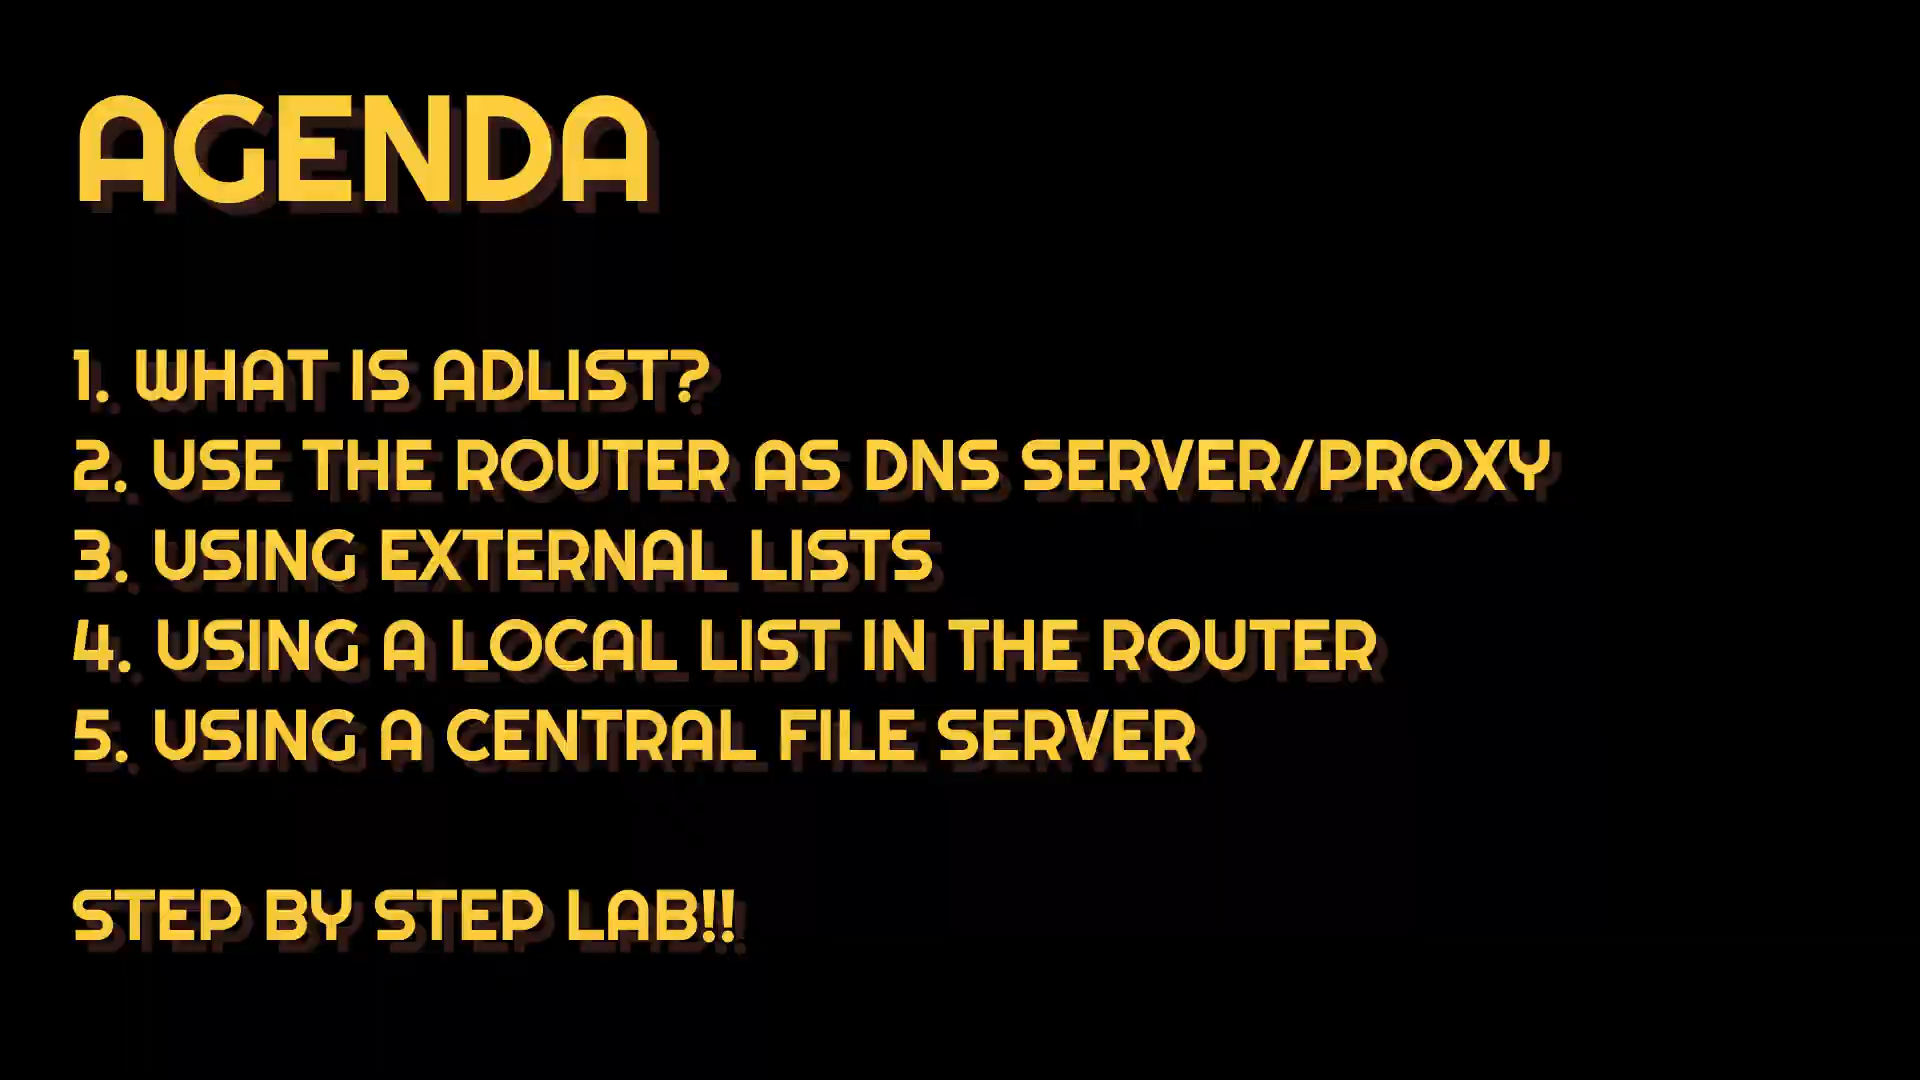 AGENDA
1. WHAT IS ADLIST?
2. USE THE ROUTER AS DNS SERVER/PROXY
3. USING EXTERNAL LISTS
4. USING A LOCAL LIST IN THE ROUTER
5. USING A CENTRAL FILE SERVER
STEP BY STEP LAB!!